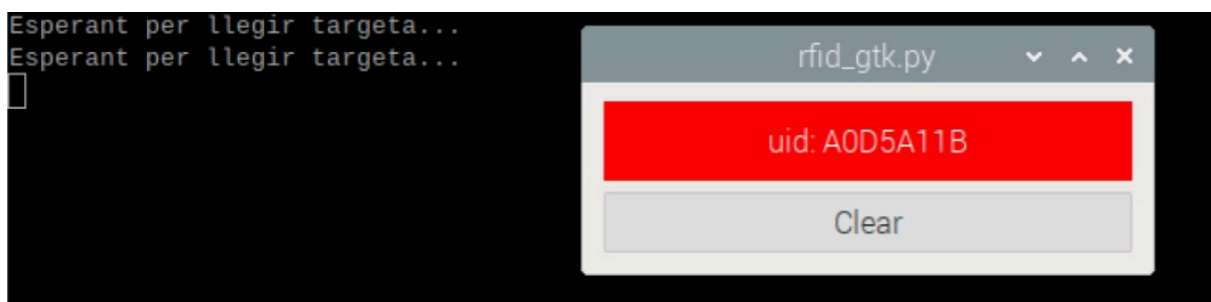 Esperant per llegir targeta...
Esperant per llegir targeta...
rfid_gtk.py
uid: A0D5A11B
Clear